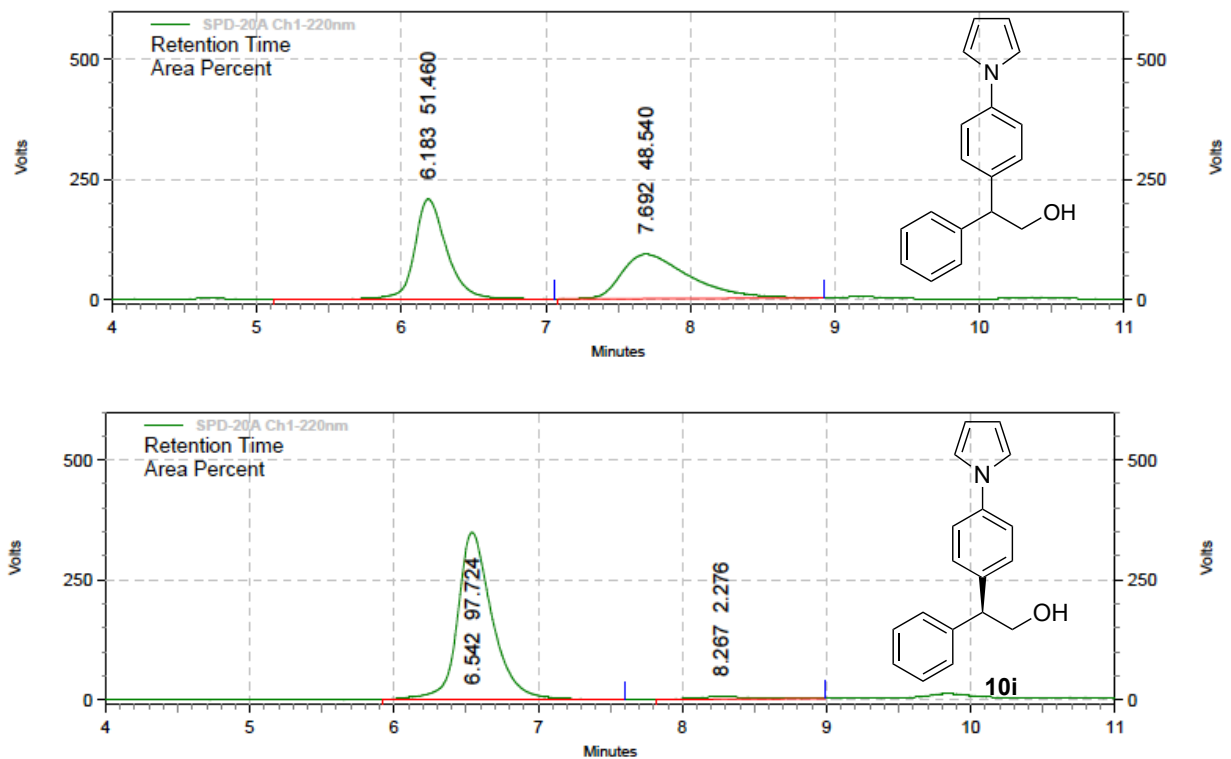 SPD-20A Ch1-220nm
Retention Time
Area Percent
6.183 51.460
7.692 48.540
N
OH
500
250
0
Volts
500
250
0
Volts
4 5 6 7 8 9 10 11
Minutes
SPD-20A Ch1-220nm
Retention Time
Area Percent
6.542 97.724
8.267 2.276
N
OH
10i
500
250
0
Volts
500
250
0
Volts
4 5 6 7 8 9 10 11
Minutes